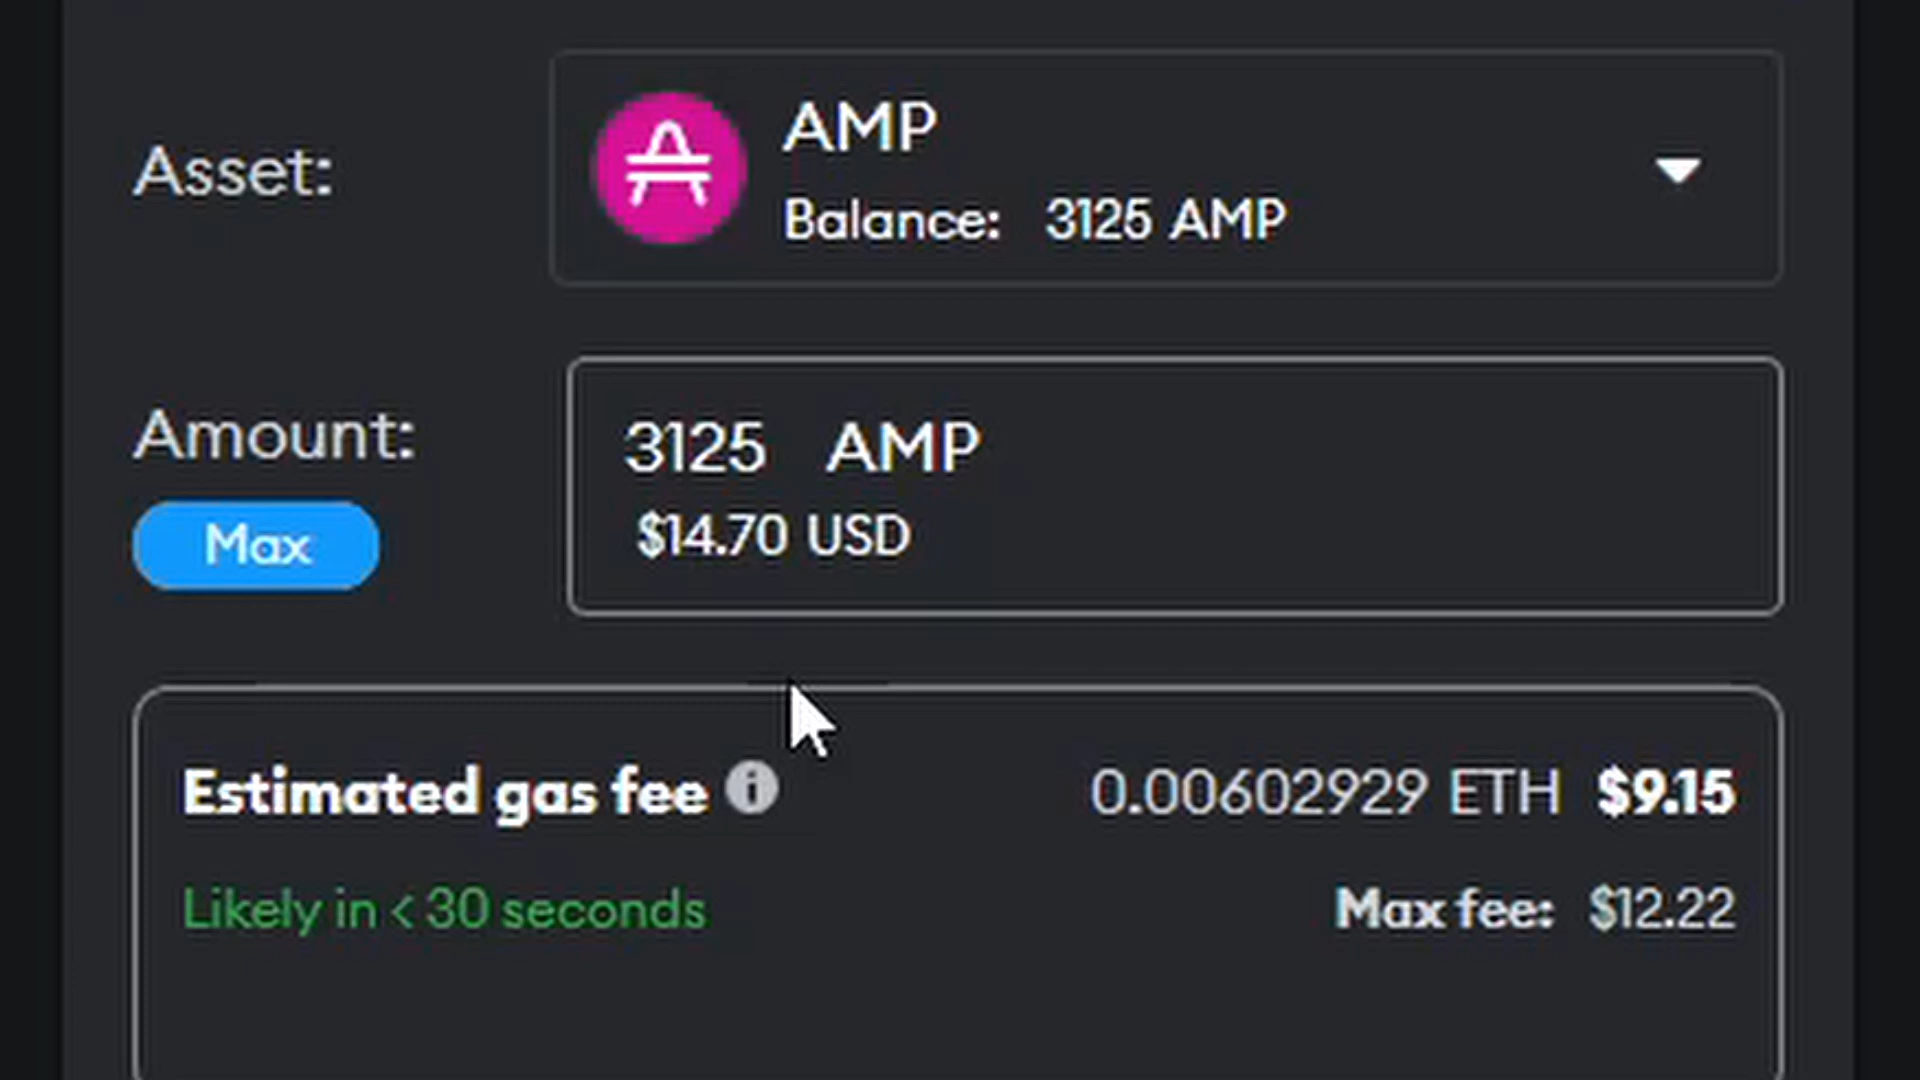 Asset:
AMP
Balance: 3125 AMP
Amount:
Max
3125 AMP
$14.70 USD
Estimated gas fee i 0.00602929 ETH $9.15
Likely in < 30 seconds Max fee: $12.22